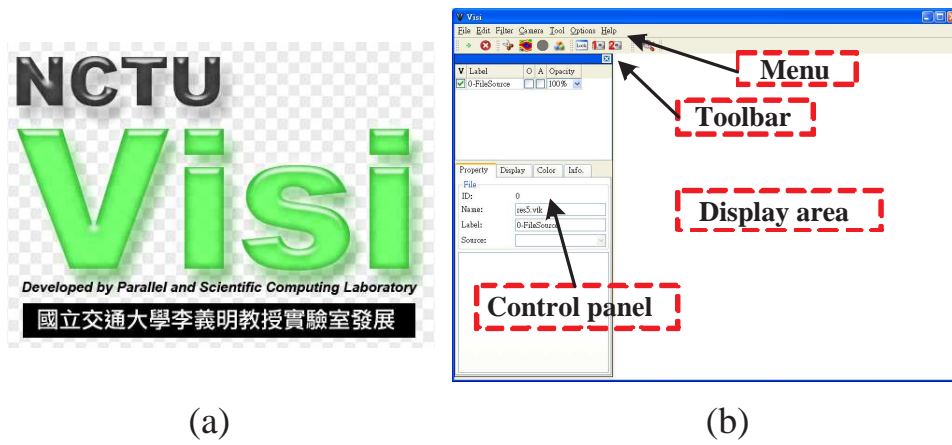 NCTU
Visi
Developed by Parallel and Scientific Computing Laboratory
國立交通大學李義明教授實驗室發展
(a)
Visi
File Edit Filter Camera Tool Options Help
Lock 1 2
V Label O A Opacity
0-FileSource 100%
Property Display Color Info.
File
ID: 0
Name: res5.vtk
Label: 0-FileSource
Source:
Menu
Toolbar
Display area
Control panel
(b)